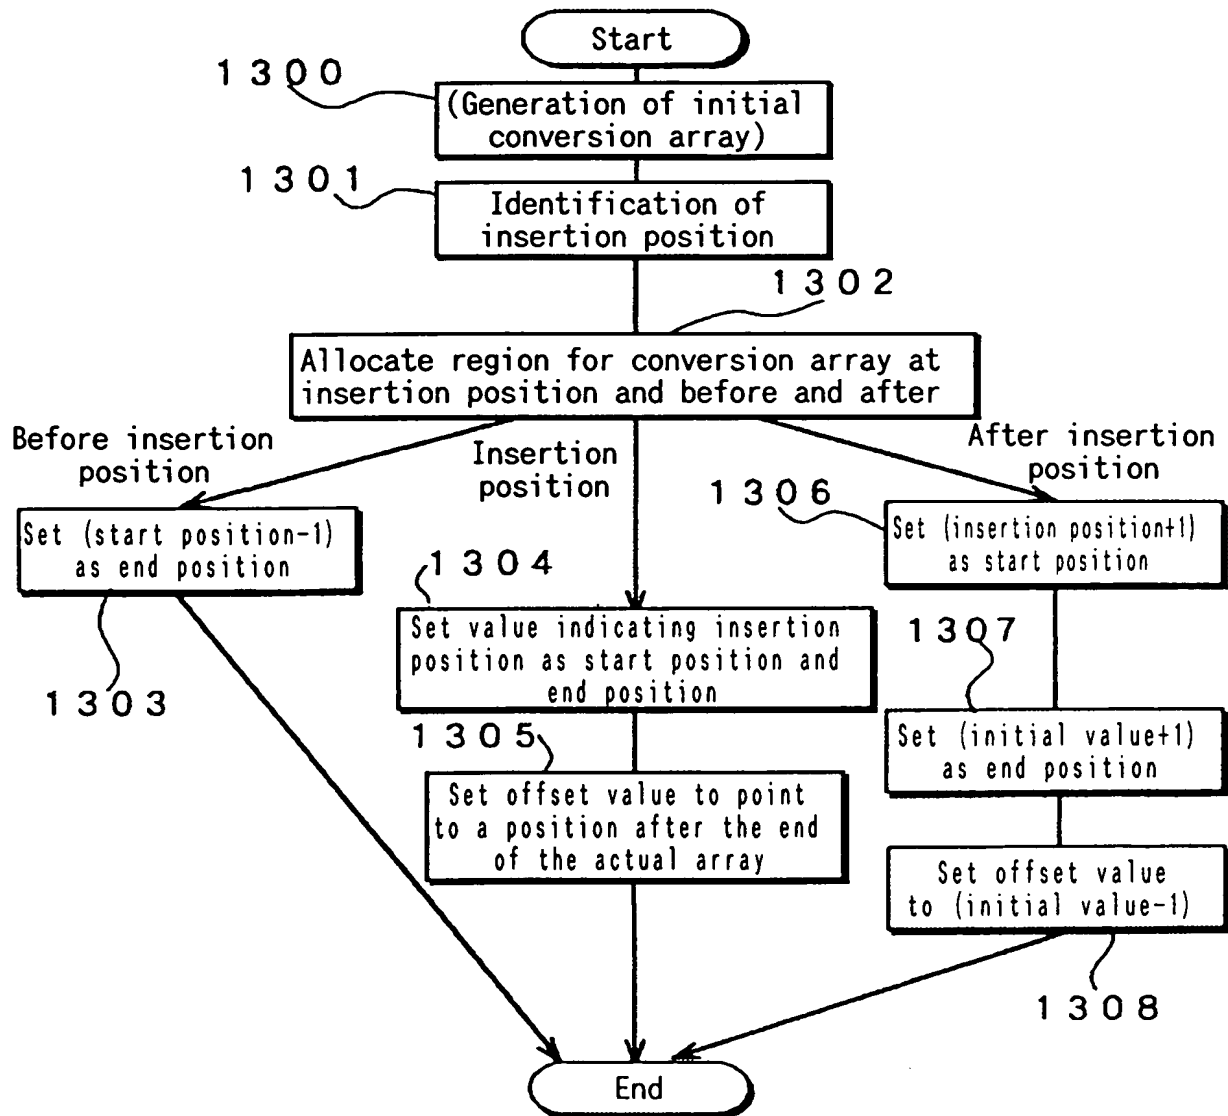 Start
1300
(Generation of initial
conversion array)
1301
Identification of
insertion position
1302
Allocate region for conversion array at
insertion position and before and after
Before insertion
position
Insertion
position
After insertion
position
Set (start position-1)
as end position
1303
1304
Set value indicating insertion
position as start position and
end position
1305
Set offset value to point
to a position after the end
of the actual array
1306
Set (insertion position+1)
as start position
1307
Set (initial value+1)
as end position
Set offset value
to (initial value-1)
1308
End